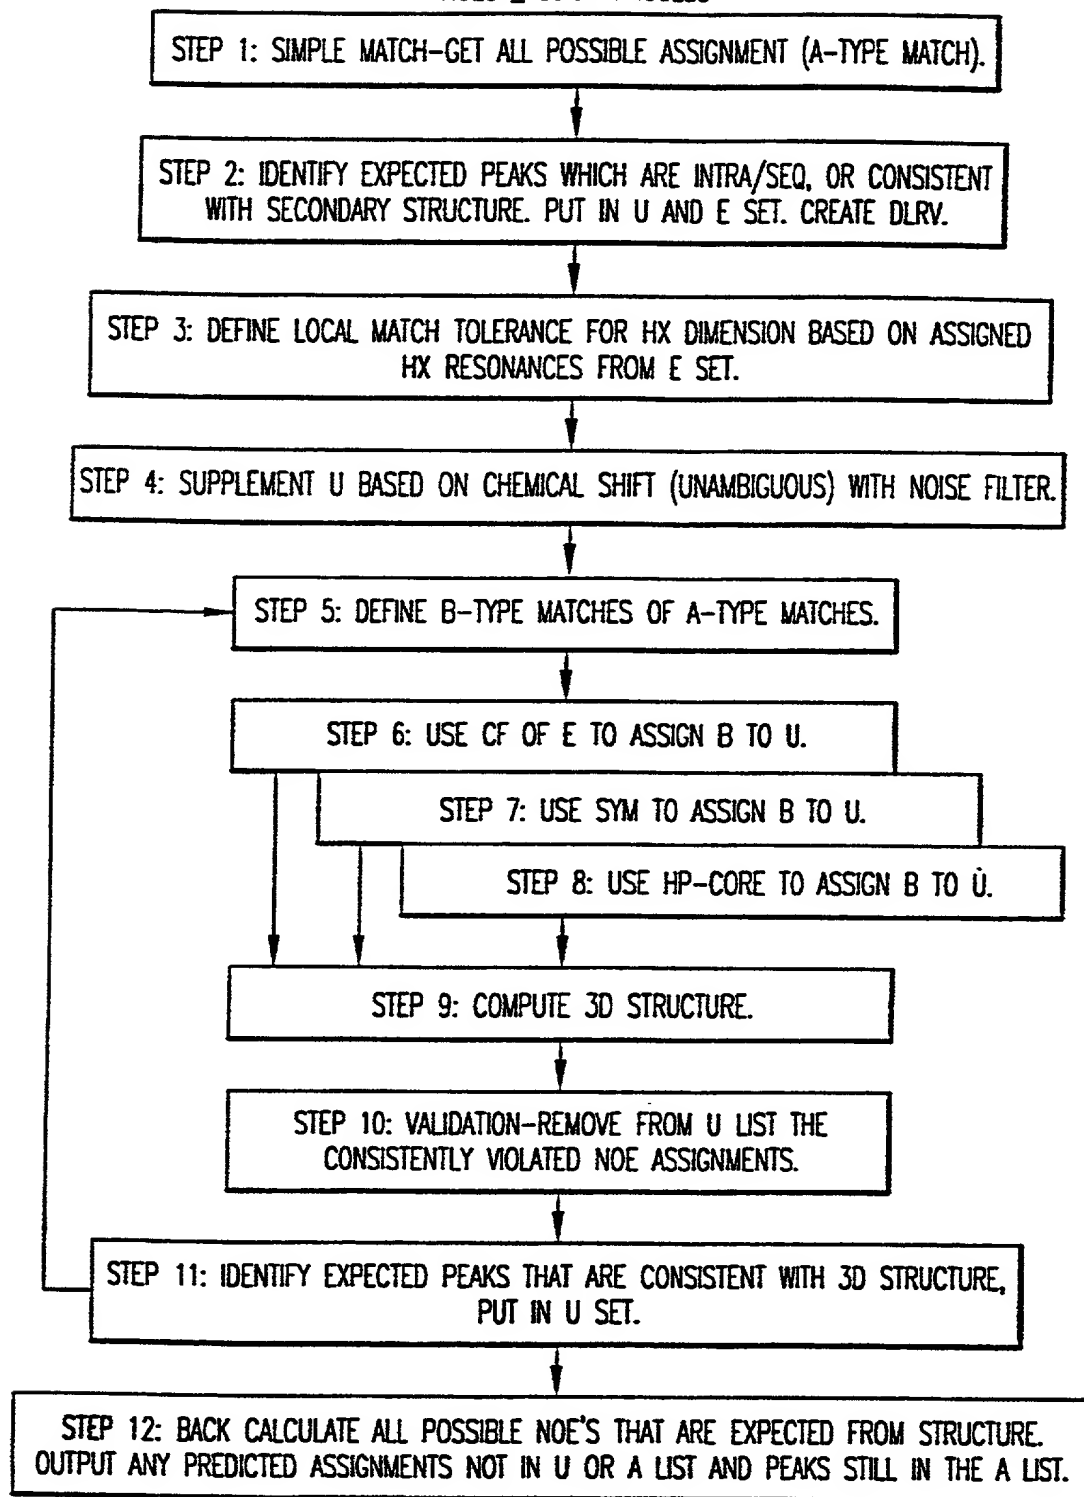 STEP 1: SIMPLE MATCH-GET ALL POSSIBLE ASSIGNMENT (A-TYPE MATCH).
STEP 2: IDENTIFY EXPECTED PEAKS WHICH ARE INTRA/SEQ, OR CONSISTENT
WITH SECONDARY STRUCTURE. PUT IN U AND E SET. CREATE DLRV.
STEP 3: DEFINE LOCAL MATCH TOLERANCE FOR HX DIMENSION BASED ON ASSIGNED
HX RESONANCES FROM E SET.
STEP 4: SUPPLEMENT U BASED ON CHEMICAL SHIFT (UNAMBIGUOUS) WITH NOISE FILTER.
STEP 5: DEFINE B-TYPE MATCHES OF A-TYPE MATCHES.
STEP 6: USE CF OF E TO ASSIGN B TO U.
STEP 7: USE SYM TO ASSIGN B TO U.
STEP 8: USE HP-CORE TO ASSIGN B TO U̇.
STEP 9: COMPUTE 3D STRUCTURE.
STEP 10: VALIDATION-REMOVE FROM U LIST THE
CONSISTENTLY VIOLATED NOE ASSIGNMENTS.
STEP 11: IDENTIFY EXPECTED PEAKS THAT ARE CONSISTENT WITH 3D STRUCTURE,
PUT IN U SET.
STEP 12: BACK CALCULATE ALL POSSIBLE NOE'S THAT ARE EXPECTED FROM STRUCTURE.
OUTPUT ANY PREDICTED ASSIGNMENTS NOT IN U OR A LIST AND PEAKS STILL IN THE A LIST.